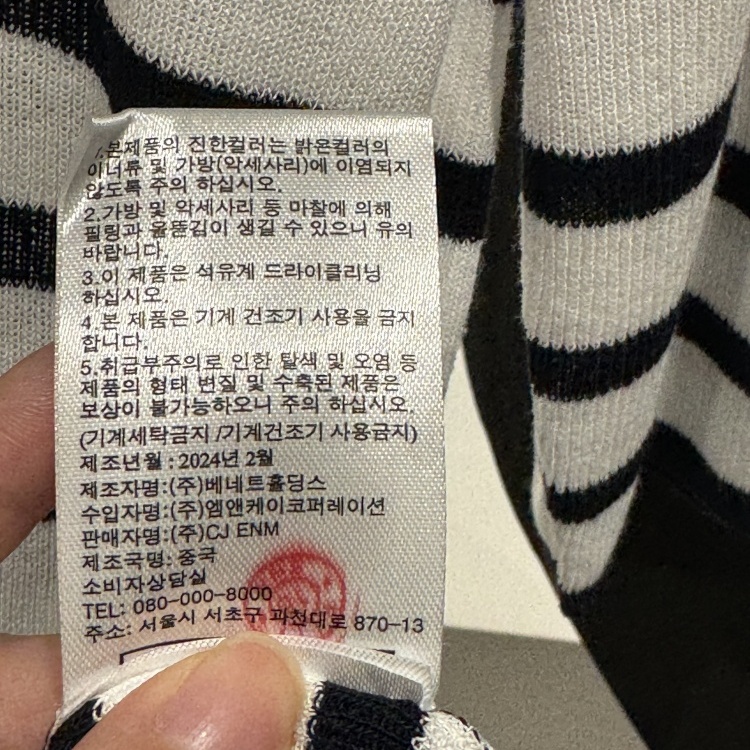 1.본제품의 진한컬러는 밝은컬러의
이너류 및 가방(악세사리)에 이염되지
않도록 주의 하십시오.
2.가방 및 악세사리 등 마찰에 의해
필링과 올뜯김이 생길 수 있으니 유의
바랍니다.
3.이 제품은 석유계 드라이클리닝
하십시오.
4.본 제품은 기계 건조기 사용을 금지
합니다.
5.취급부주의로 인한 탈색 및 오염 등
제품의 형태 변질 및 수축된 제품은
보상이 불가능하오니 주의 하십시오.
(기계세탁금지 /기계건조기 사용금지)
제조년월 : 2024년 2월
제조자명:(주)베네트홀딩스
수입자명:(주)엠앤케이코퍼레이션
판매자명:(주)CJ ENM
제조국명: 중국
소비자상담실
TEL: 080-000-8000
주소: 서울시 서초구 과천대로 870-13